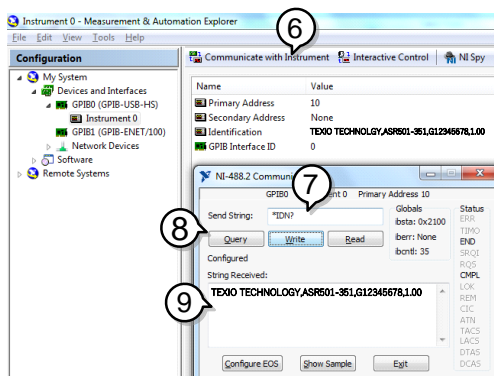 Instrument 0 - Measurement & Automation Explorer
File Edit View Tools Help
6
Configuration
Communicate with Instrument Interactive Control NI Spy
My System
Devices and Interfaces
GPIB0 (GPIB-USB-HS)
Instrument 0
GPIB1 (GPIB-ENET/100)
Network Devices
Software
Remote Systems
Name Value
Primary Address 10
Secondary Address None
Identification TEXIO TECHNOLGY,ASR501-351,G12345678,1.00
GPIB Interface ID 0
NI-488.2 Communi
7
GPIB0 ent 0 Primary Address 10
Send String: *IDN?
8
Query Write Read
Configured
String Received:
9
TEXIO TECHNOLOGY,ASR501-351,G12345678,1.00
Configure EOS Show Sample Exit
Globals
ibsta: 0x2100
iberr: None
ibcntl: 35
Status
ERR
TIMO
END
SRQI
RQS
CMPL
LOK
REM
CIC
ATN
TACS
LACS
DTAS
DCAS